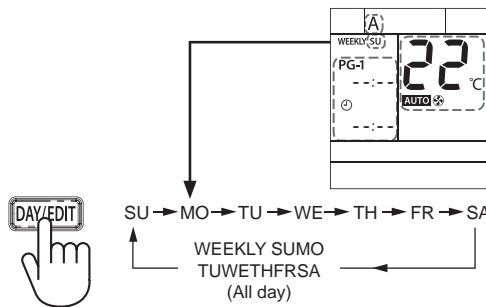 A
WEEKLY SU
PG-1
--:--
--:--
22 °C
AUTO
DAY/EDIT
SU MO TU WE TH FR SA
WEEKLY SUMO
TUWETHFRSA
(All day)